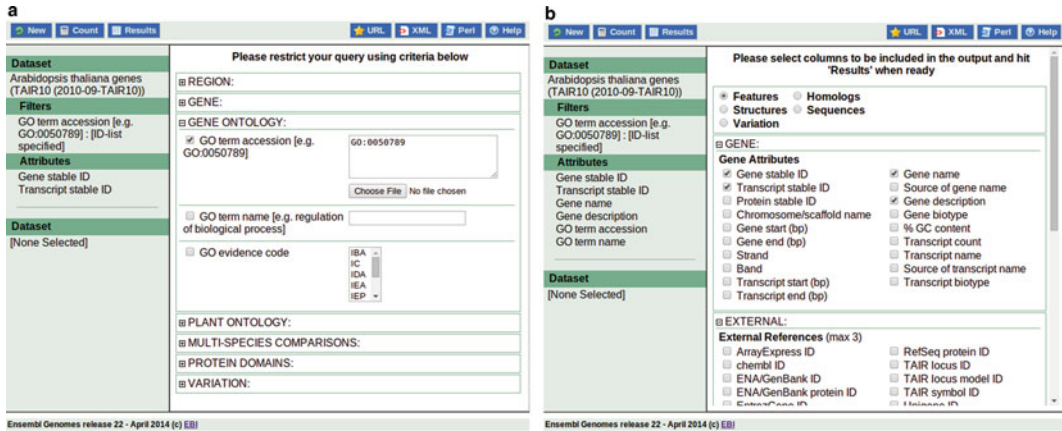 a
New Count Results URL XML Perl Help
Dataset
Arabidopsis thaliana genes
(TAIR10 (2010-09-TAIR10))
Filters
GO term accession [e.g.
GO:0050789] : [ID-list
specified]
Attributes
Gene stable ID
Transcript stable ID
Dataset
[None Selected]
Please restrict your query using criteria below
REGION:
GENE:
GENE ONTOLOGY:
GO term accession [e.g.
GO:0050789]
GO:0050789
Choose File No file chosen
GO term name [e.g. regulation
of biological process]
GO evidence code
IBA
IC
IDA
IEA
IEP
PLANT ONTOLOGY:
MULTI-SPECIES COMPARISONS:
PROTEIN DOMAINS:
VARIATION:
Ensembl Genomes release 22 - April 2014 (c) EBI
b
New Count Results URL XML Perl Help
Dataset
Arabidopsis thaliana genes
(TAIR10 (2010-09-TAIR10))
Filters
GO term accession [e.g.
GO:0050789] : [ID-list
specified]
Attributes
Gene stable ID
Transcript stable ID
Gene name
Gene description
GO term accession
GO term name
Dataset
[None Selected]
Please select columns to be included in the output and hit
'Results' when ready
Features Homologs
Structures Sequences
Variation
GENE:
Gene Attributes
Gene stable ID Gene name
Transcript stable ID Source of gene name
Protein stable ID Gene description
Chromosome/scaffold name Gene biotype
Gene start (bp) % GC content
Gene end (bp) Transcript count
Strand Transcript name
Band Source of transcript name
Transcript start (bp) Transcript biotype
Transcript end (bp)
EXTERNAL:
External References (max 3)
ArrayExpress ID RefSeq protein ID
chembl ID TAIR locus ID
ENA/GenBank ID TAIR locus model ID
ENA/GenBank protein ID TAIR symbol ID
Ensembl Genomes release 22 - April 2014 (c) EBI